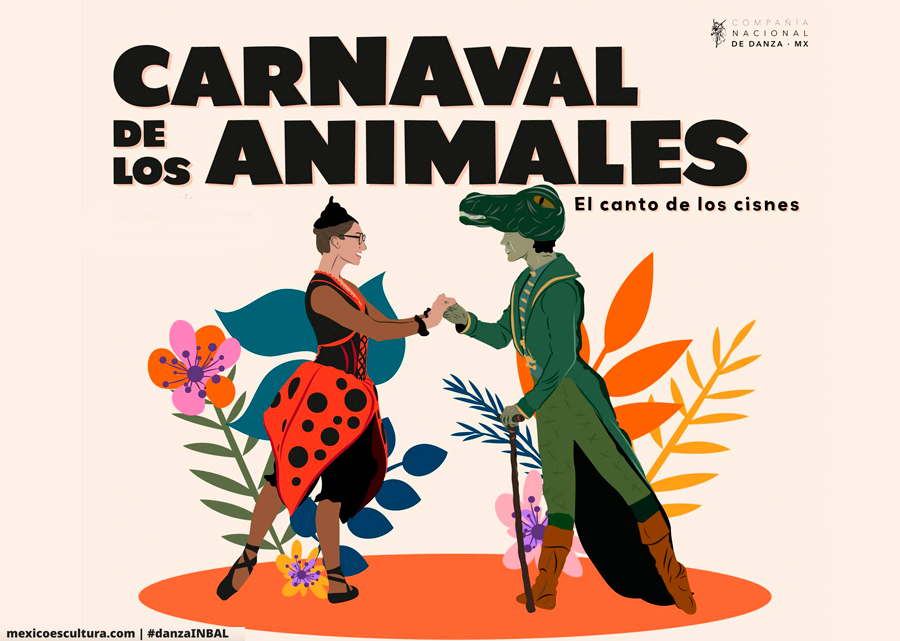 COMPAÑÍA
NACIONAL
DE DANZA · MX
CARNAVAL
DE
LOS ANIMALES
El canto de los cisnes
mexicoescultura.com | #danzaINBAL